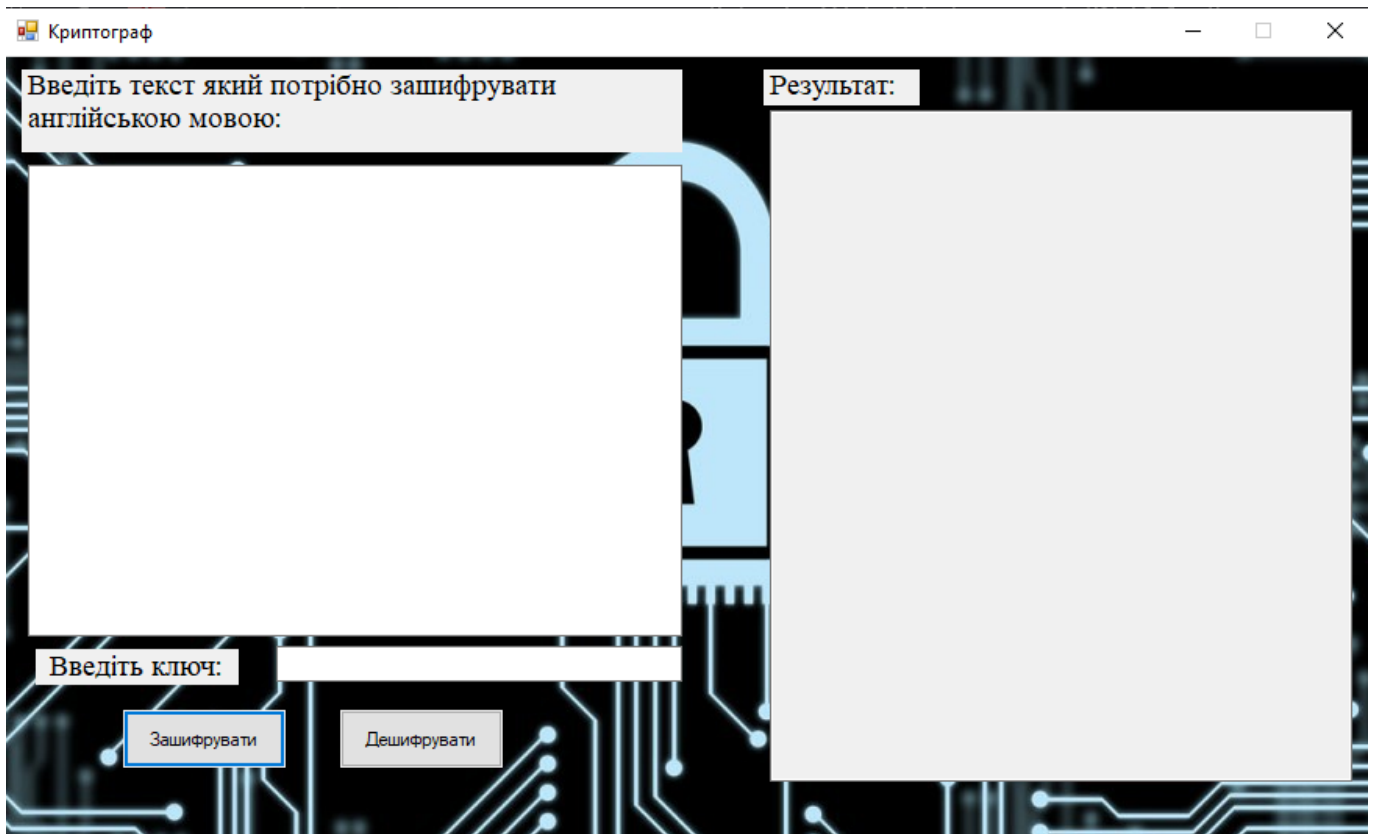 Криптограф
Введіть текст який потрібно зашифрувати
англійською мовою:
Результат:
Введіть ключ:
Зашифрувати
Дешифрувати